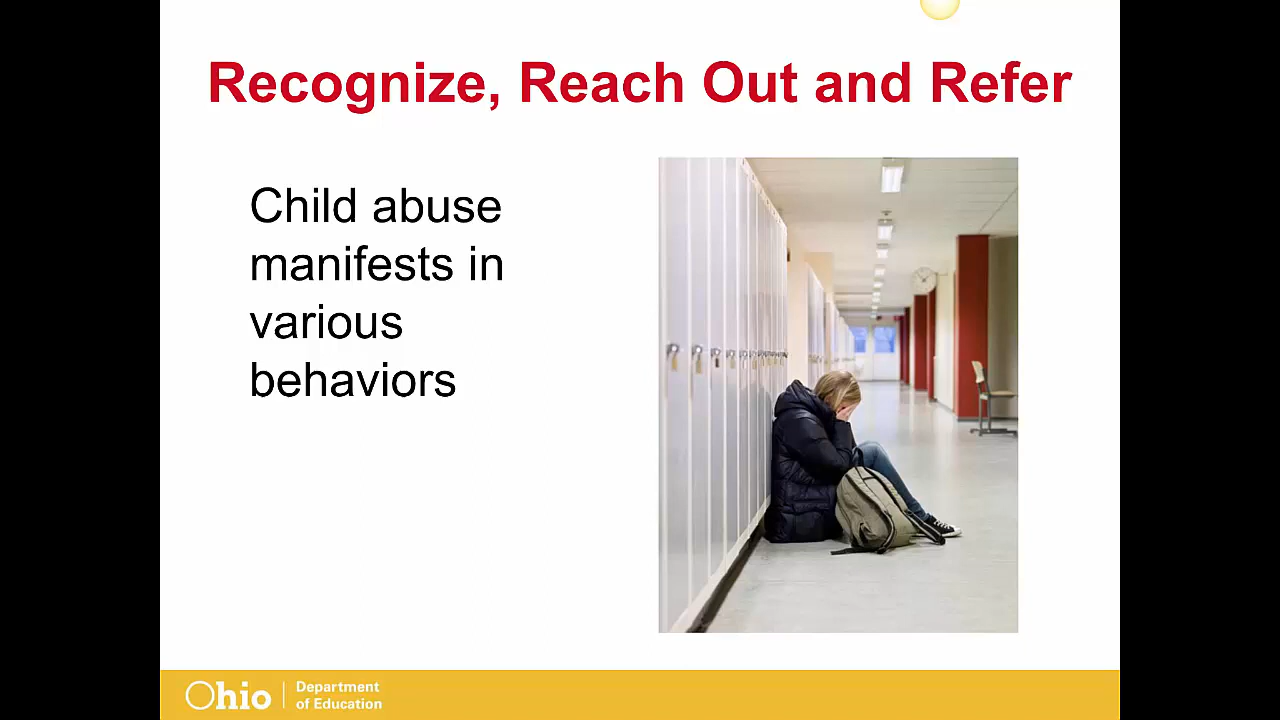 Recognize, Reach Out and Refer
Child abuse
manifests in
various
behaviors
Ohio
Department
of Education